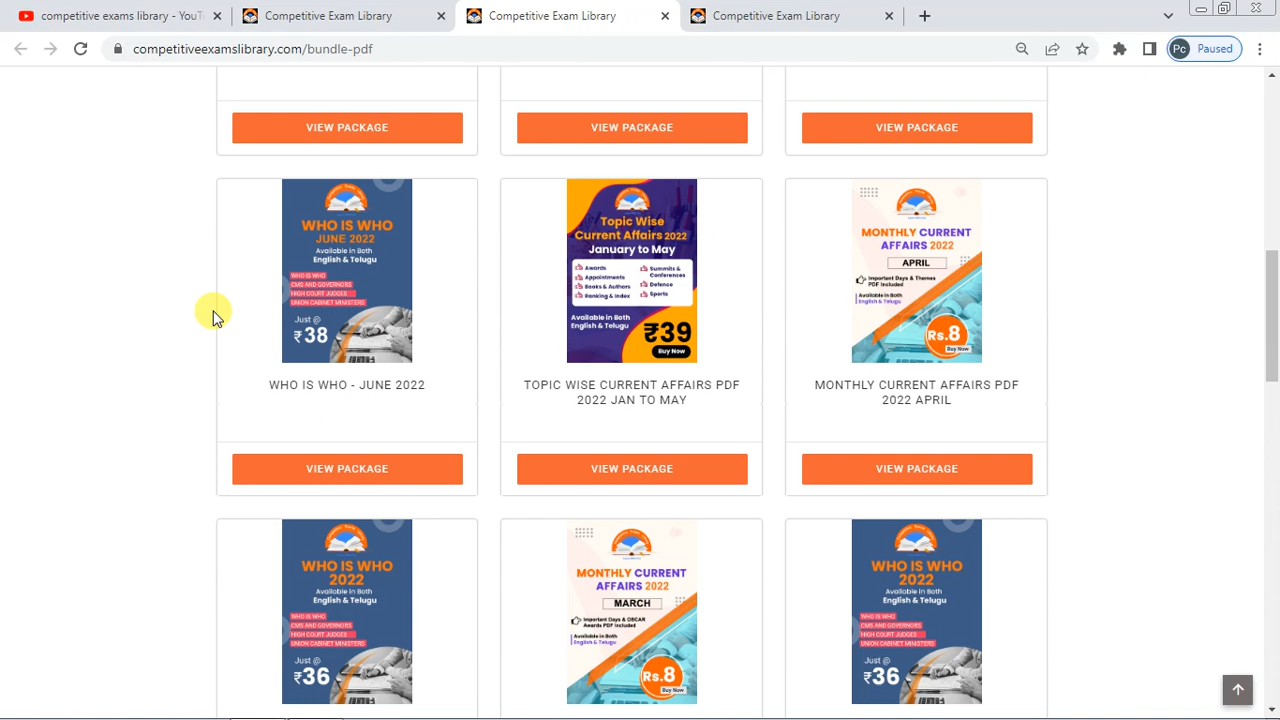 competitive exams library - YouT
Competitive Exam Library
Competitive Exam Library
Competitive Exam Library
competitiveexamslibrary.com/bundle-pdf
Pc Paused
VIEW PACKAGE
VIEW PACKAGE
VIEW PACKAGE
WHO IS WHO
JUNE 2022
Available in Both
English & Telugu
WHO IS WHO
CMS AND GOVERNORS
HIGH COURT JUDGES
UNION CABINET MINISTERS
Just @
₹38
WHO IS WHO - JUNE 2022
VIEW PACKAGE
Topic Wise
Current Affairs 2022
January to May
Awards
Appointments
Books & Authors
Ranking & Index
Summits &
Conferences
Defence
Sports
Available in Both
English & Telugu
₹39
Buy Now
TOPIC WISE CURRENT AFFAIRS PDF
2022 JAN TO MAY
VIEW PACKAGE
MONTHLY CURRENT
AFFAIRS 2022
APRIL
Important Days & Themes
PDF Included
Available in Both
English & Telugu
Rs.8
Buy Now
MONTHLY CURRENT AFFAIRS PDF
2022 APRIL
VIEW PACKAGE
WHO IS WHO
2022
Available in Both
English & Telugu
WHO IS WHO
CMS AND GOVERNORS
HIGH COURT JUDGES
UNION CABINET MINISTERS
Just @
₹36
MONTHLY CURRENT
AFFAIRS 2022
MARCH
Important Days & OSCAR
Awards PDF Included
Available in Both
English & Telugu
Rs.8
Buy Now
WHO IS WHO
2022
Available in Both
English & Telugu
WHO IS WHO
CMS AND GOVERNORS
HIGH COURT JUDGES
UNION CABINET MINISTERS
Just @
₹36